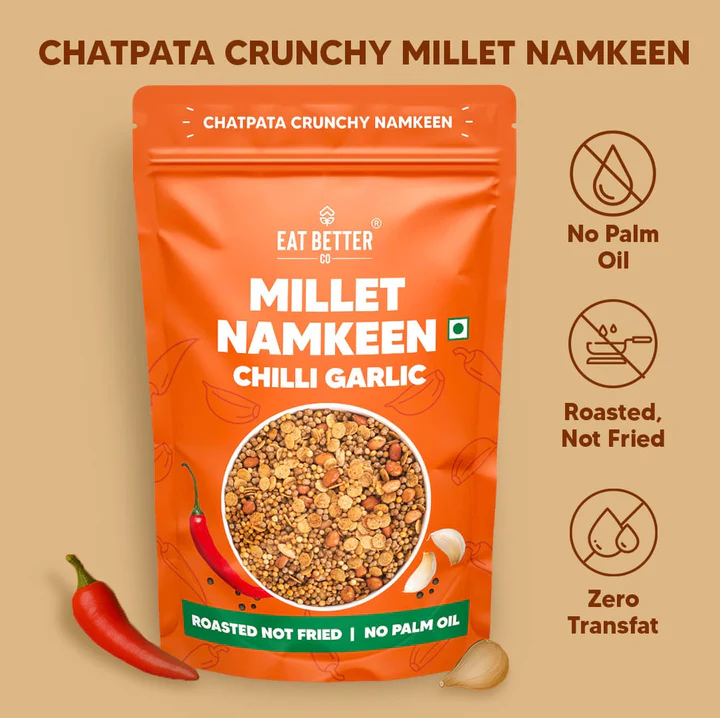 CHATPATA CRUNCHY MILLET NAMKEEN
CHATPATA CRUNCHY NAMKEEN
EAT BETTER®
CO
MILLET
NAMKEEN
CHILLI GARLIC
ROASTED NOT FRIED | NO PALM OIL
No Palm
Oil
Roasted,
Not Fried
Zero
Transfat